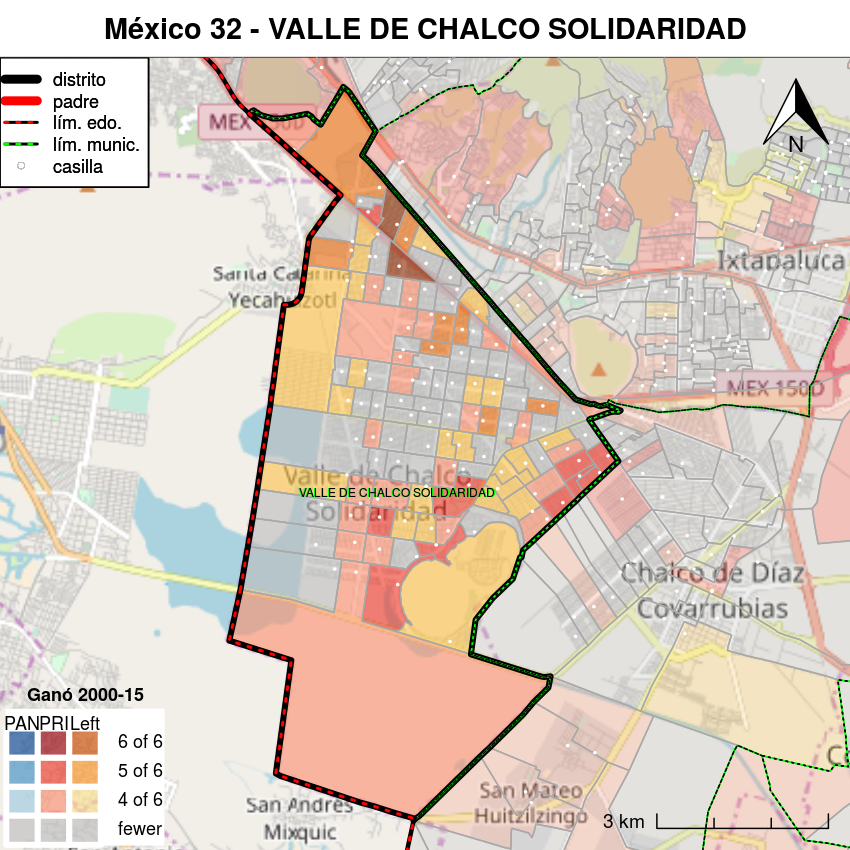 México 32 - VALLE DE CHALCO SOLIDARIDAD
distrito
padre
lím. edo.
lím. munic.
casilla
MEX
N
Ixtapaluca
Santa Catarina
Yecahuizotl
MEX 150D
Valle de Chalco
Solidaridad
VALLE DE CHALCO SOLIDARIDAD
Chalco de Díaz
Covarrubias
San Mateo
Huitzilzingo
San Andrés
Mixquic
Ganó 2000-15
PAN PRI Left
6 of 6
5 of 6
4 of 6
fewer
3 km